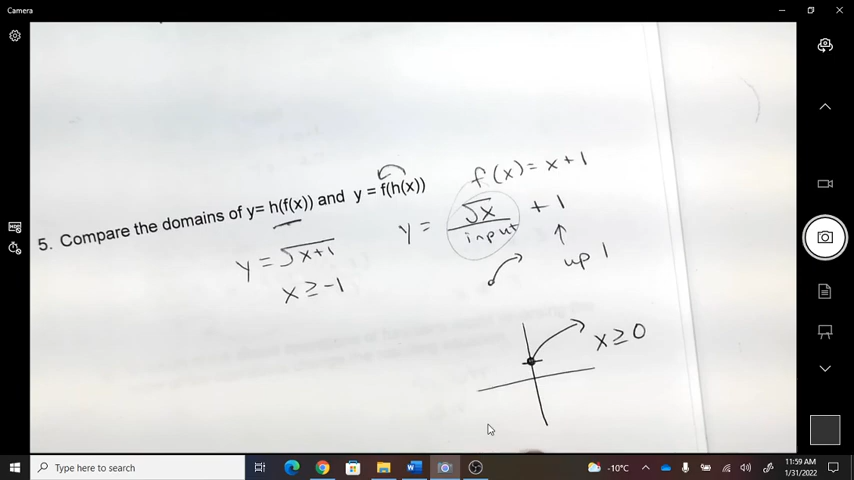 Camera
5. Compare the domains of y= h(f(x)) and y = f(h(x))
f(x) = x+1
y = √x+1
x ≥ -1
y = √x + 1
input
up 1
x ≥ 0
Type here to search
-10°C
11:59 AM
1/31/2022